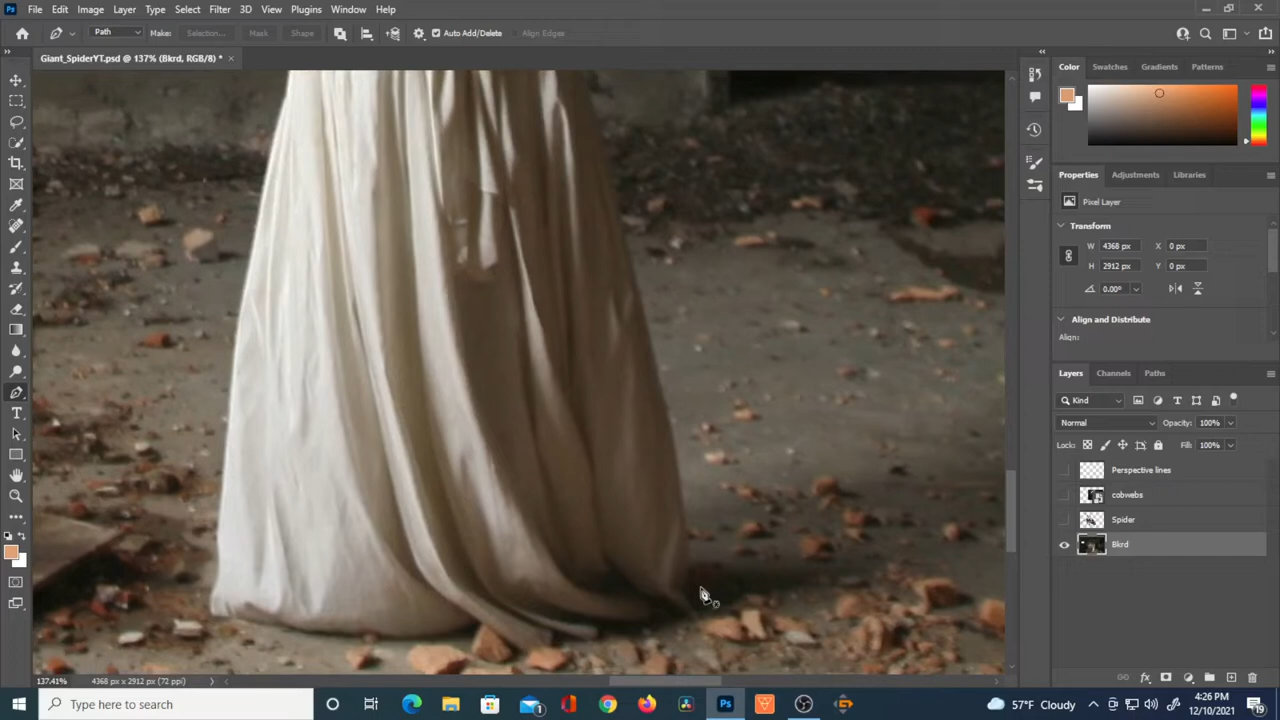 Ps File Edit Image Layer Type Select Filter 3D View Plugins Window Help
Path Make: Selection... Mask Shape Auto Add/Delete Align Edges
Giant_SpiderYT.psd @ 137% (Bkrd, RGB/8) * ×
Color Swatches Gradients Patterns
Properties Adjustments Libraries
Pixel Layer
Transform
W 4368 px X 0 px
H 2912 px Y 0 px
0.00°
Align and Distribute
Align:
Layers Channels Paths
Kind
Normal Opacity: 100%
Lock: Fill: 100%
Perspective lines
cobwebs
Spider
Bkrd
137.41% 4368 px x 2912 px (72 ppi)
Type here to search
1
Ps
57°F Cloudy
4:26 PM
12/10/2021
19